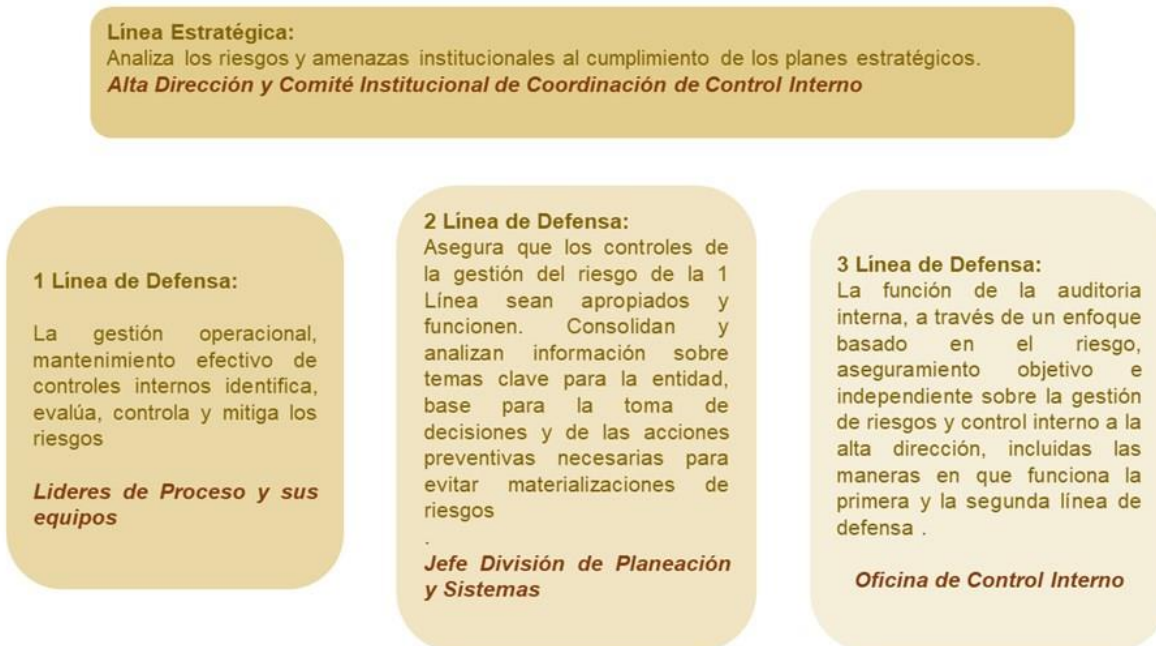 Línea Estratégica:
Analiza los riesgos y amenazas institucionales al cumplimiento de los planes estratégicos.
Alta Dirección y Comité Institucional de Coordinación de Control Interno
1 Línea de Defensa:
La gestión operacional,
mantenimiento efectivo de
controles internos identifica,
evalúa, controla y mitiga los
riesgos
Lideres de Proceso y sus
equipos
2 Línea de Defensa:
Asegura que los controles de
la gestión del riesgo de la 1
Línea sean apropiados y
funcionen. Consolidan y
analizan información sobre
temas clave para la entidad,
base para la toma de
decisiones y de las acciones
preventivas necesarias para
evitar materializaciones de
riesgos
.
Jefe División de Planeación
y Sistemas
3 Línea de Defensa:
La función de la auditoria
interna, a través de un enfoque
basado en el riesgo,
aseguramiento objetivo e
independiente sobre la gestión
de riesgos y control interno a la
alta dirección, incluidas las
maneras en que funciona la
primera y la segunda línea de
defensa .
Oficina de Control Interno